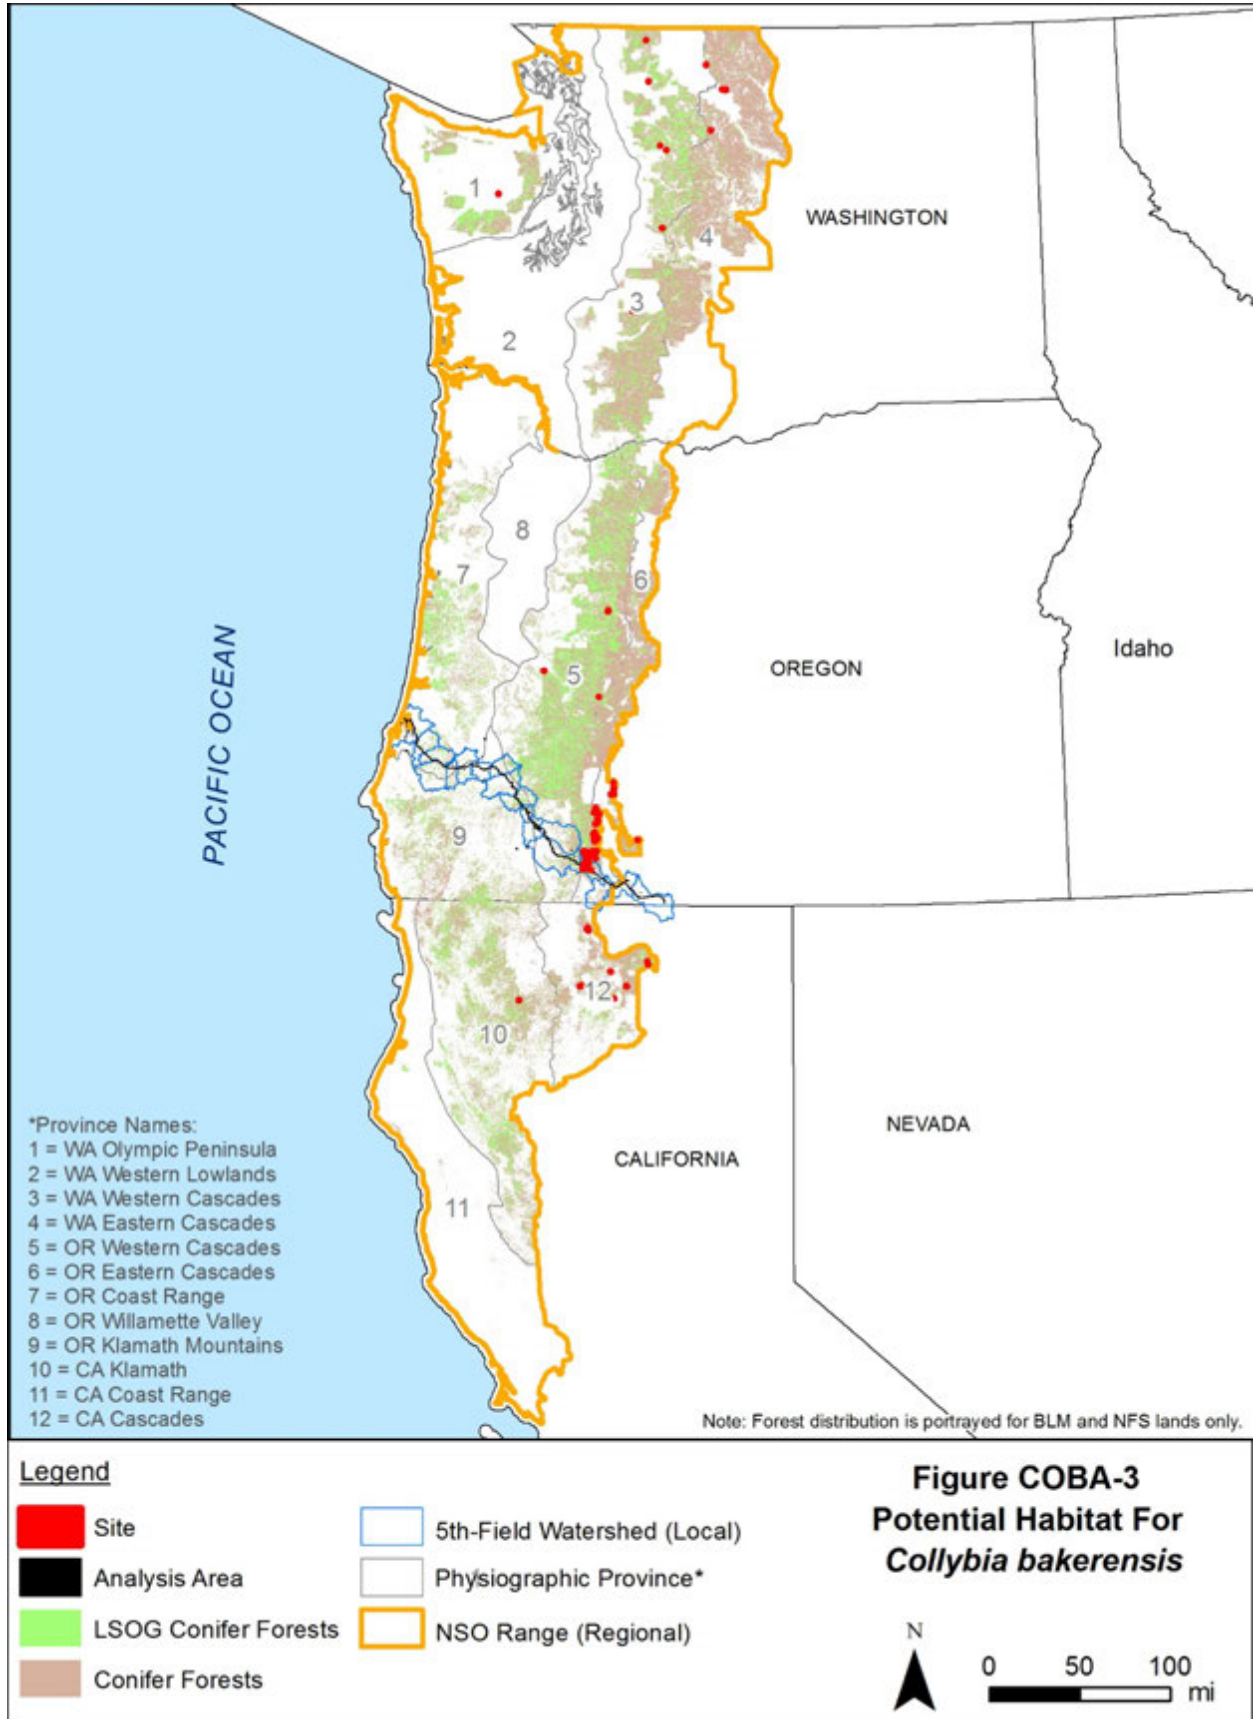 WASHINGTON
1
4
3
2
8
7
6
PACIFIC OCEAN
5
OREGON
Idaho
9
12
10
NEVADA
CALIFORNIA
11
*Province Names:
1 = WA Olympic Peninsula
2 = WA Western Lowlands
3 = WA Western Cascades
4 = WA Eastern Cascades
5 = OR Western Cascades
6 = OR Eastern Cascades
7 = OR Coast Range
8 = OR Willamette Valley
9 = OR Klamath Mountains
10 = CA Klamath
11 = CA Coast Range
12 = CA Cascades
Note: Forest distribution is portrayed for BLM and NFS lands only.
Legend
Site
Analysis Area
LSOG Conifer Forests
Conifer Forests
5th-Field Watershed (Local)
Physiographic Province*
NSO Range (Regional)
Figure COBA-3
Potential Habitat For
Collybia bakerensis
N
0 50 100
mi